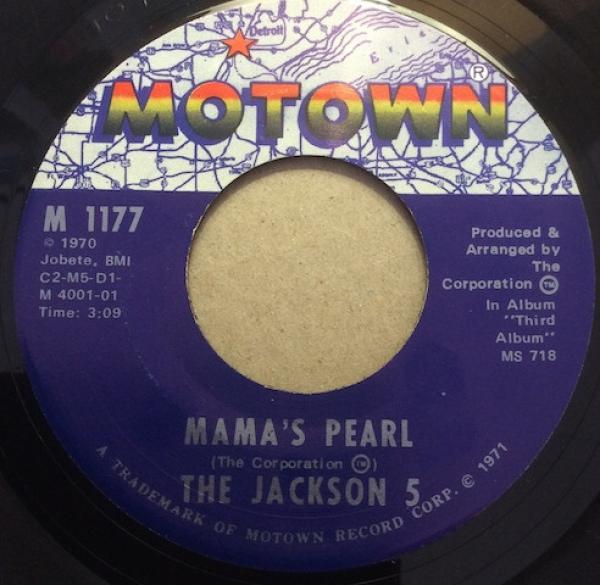 Detroit
Erie
MOTOWN®
M 1177
℗ 1970
Jobete, BMI
C2-M5-D1-
M 4001-01
Time: 3:09
Produced &
Arranged by
The
Corporation ™
In Album
"Third
Album"
MS 718
MAMA'S PEARL
(The Corporation ™)
THE JACKSON 5
A TRADEMARK OF MOTOWN RECORD CORP. © 1971